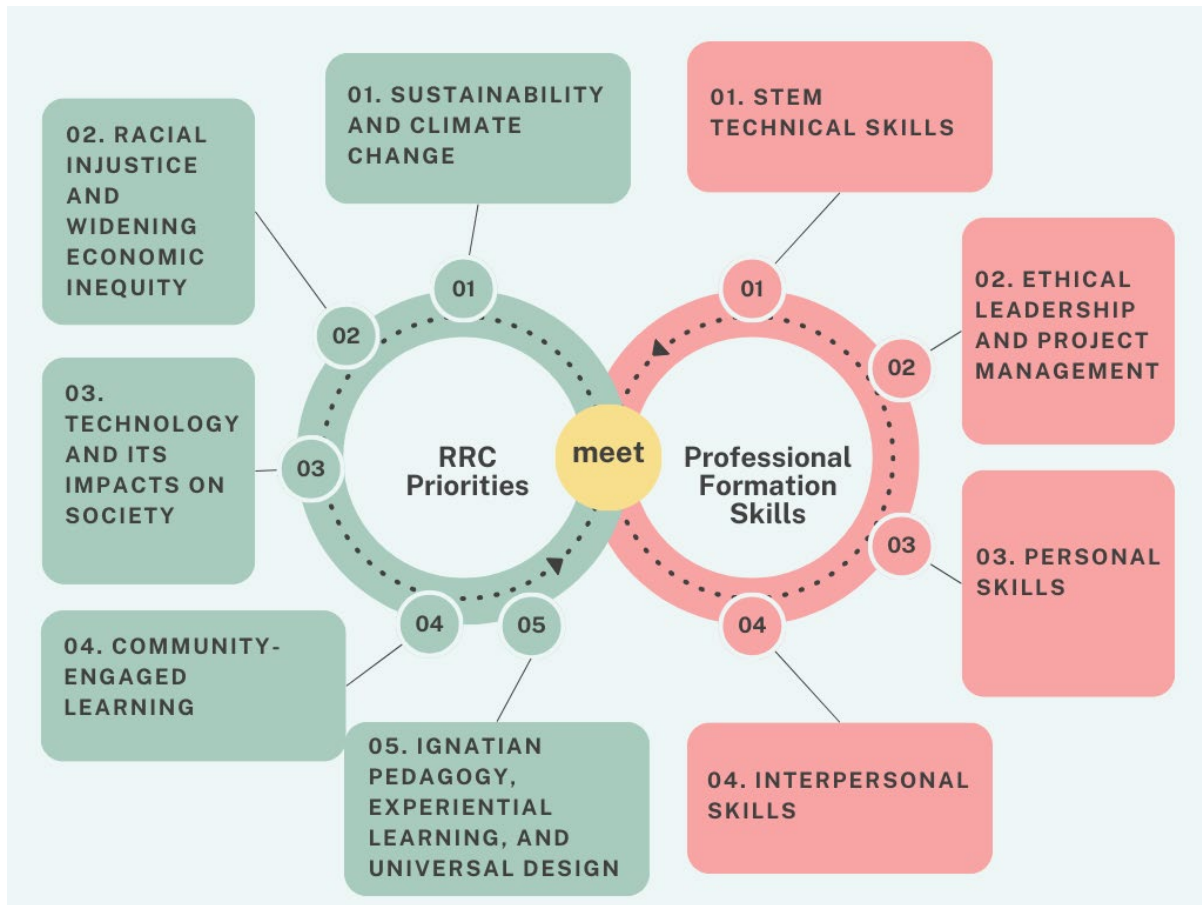 01. SUSTAINABILITY
AND CLIMATE
CHANGE
02. RACIAL
INJUSTICE
AND
WIDENING
ECONOMIC
INEQUITY
03.
TECHNOLOGY
AND ITS
IMPACTS ON
SOCIETY
04. COMMUNITY-
ENGAGED
LEARNING
05. IGNATIAN
PEDAGOGY,
EXPERIENTIAL
LEARNING, AND
UNIVERSAL DESIGN
01
02
03
04
05
RRC
Priorities
meet
Professional
Formation
Skills
01
02
03
04
01. STEM
TECHNICAL SKILLS
02. ETHICAL
LEADERSHIP
AND PROJECT
MANAGEMENT
03. PERSONAL
SKILLS
04. INTERPERSONAL
SKILLS